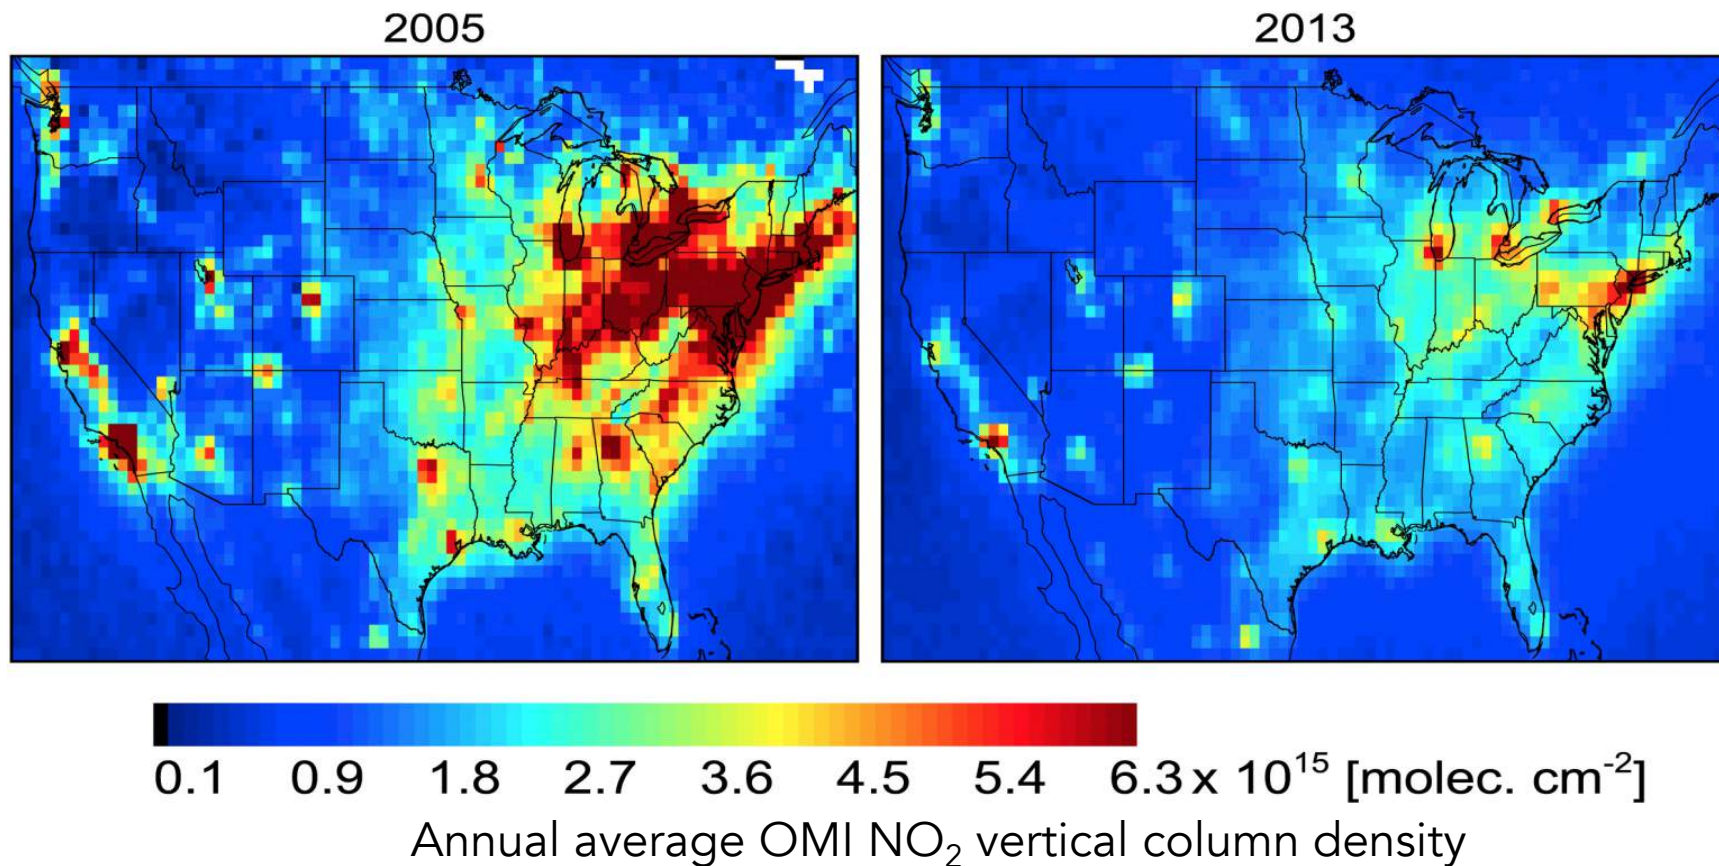 2005 2013
0.1 0.9 1.8 2.7 3.6 4.5 5.4 6.3 x 10¹⁵ [molec. cm⁻²]
Annual average OMI NO₂ vertical column density